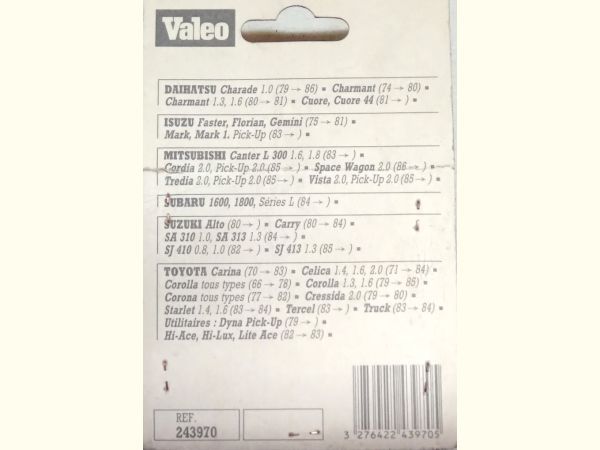 Valeo
DAIHATSU Charade 1.0 (79 → 86) ▪ Charmant (74 → 80) ▪
Charmant 1.3, 1.6 (80 → 81) ▪ Cuore, Cuore 44 (81 → ) ▪
ISUZU Faster, Florian, Gemini (75 → 81) ▪
Mark, Mark 1. Pick-Up (83 → ) ▪
MITSUBISHI Canter L 300 1.6, 1.8 (83 → ) ▪
Cordia 2.0, Pick-Up 2.0 (85 → ) ▪ Space Wagon 2.0 (86 → ) ▪
Tredia 2.0, Pick-Up 2.0 (85 → ) ▪ Vista 2.0, Pick-Up 2.0 (85 → ) ▪
SUBARU 1600, 1800, Séries L (84 → ) ▪
SUZUKI Alto (80 → ) ▪ Carry (80 → 84) ▪
SA 310 1.0, SA 313 1.3 (84 → ) ▪
SJ 410 0.8, 1.0 (82 → ) ▪ SJ 413 1.3 (85 → ) ▪
TOYOTA Carina (70 → 83) ▪ Celica 1.4, 1.6, 2.0 (71 → 84) ▪
Corolla tous types (66 → 78) ▪ Corolla 1.3, 1.6 (79 → 85) ▪
Corona tous types (77 → 82) ▪ Cressida 2.0 (79 → 80) ▪
Starlet 1.4, 1.6 (83 → 84) ▪ Tercel (83 → ) ▪ Truck (83 → 84) ▪
Utilitaires : Dyna Pick-Up (79 → ) ▪
Hi-Ace, Hi-Lux, Lite Ace (82 → 83) ▪
REF.
243970
3 276422 439705